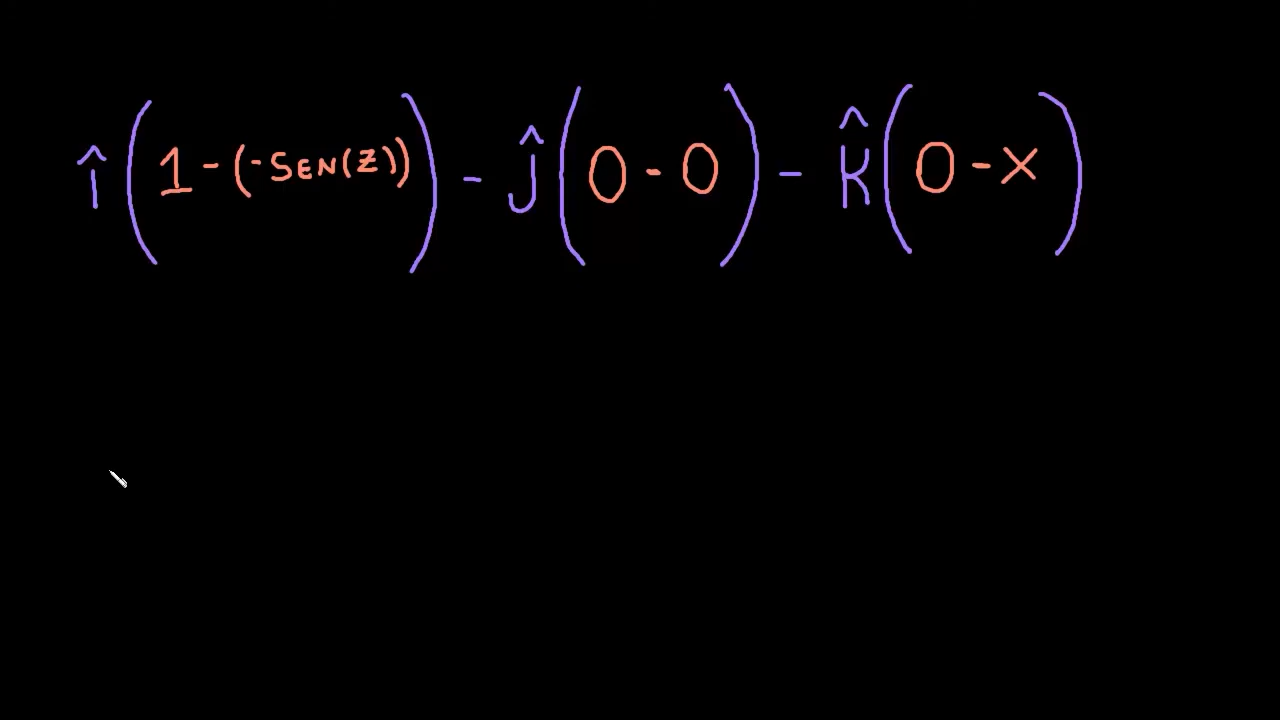 î(1-(-SEN(Z))) - ĵ(0-0) - k̂(0-X)